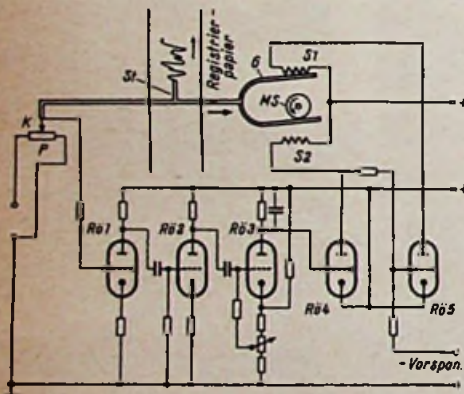 St
Registrier-
papier
6
S1
MS
S2
K
P
Rö1
Rö2
Rö3
Rö4
Rö5
+
-Vorspan.